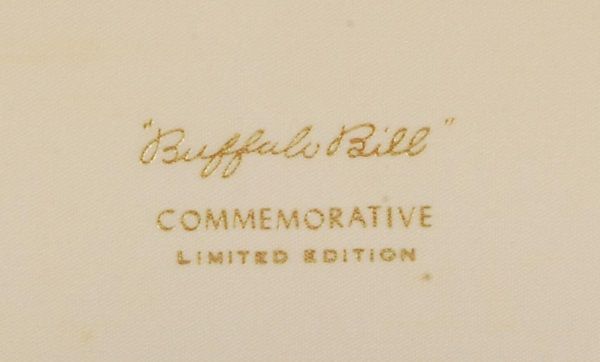 "Buffalo Bill"
COMMEMORATIVE
LIMITED EDITION